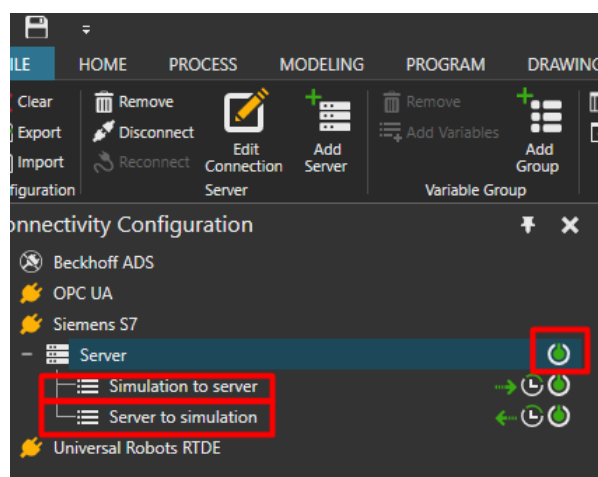 ILE HOME PROCESS MODELING PROGRAM DRAWING
Clear Remove Remove
Export Disconnect Edit Connection Add Server Add Variables Add Group
Import Reconnect
figuration Server Variable Group
onnectivity Configuration
Beckhoff ADS
OPC UA
Siemens S7
Server
Simulation to server
Server to simulation
Universal Robots RTDE